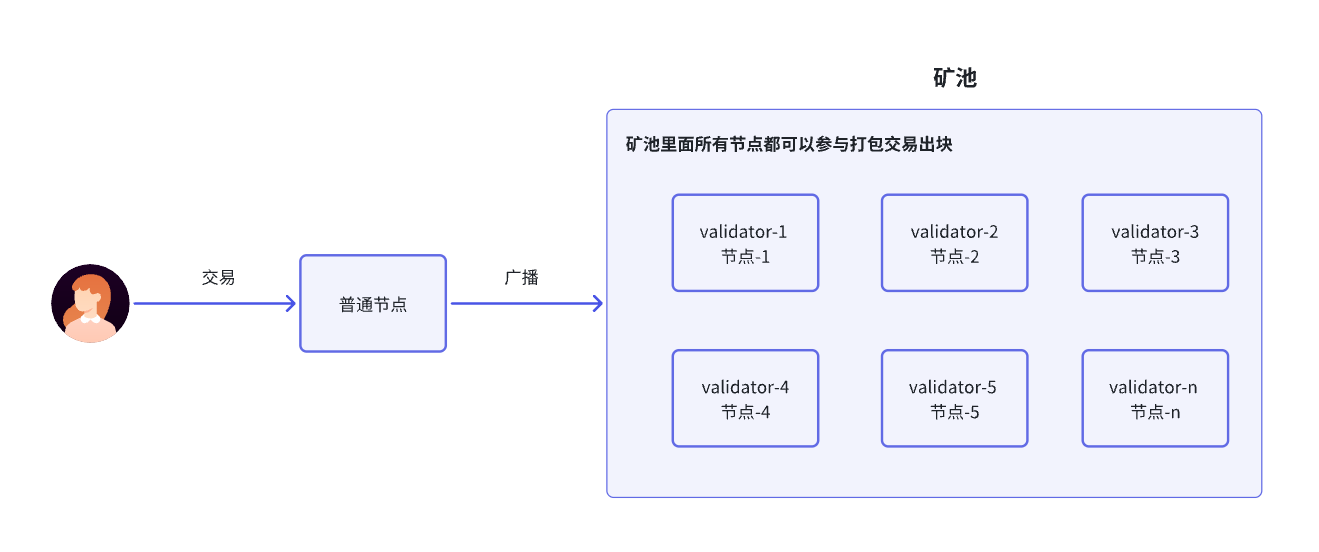 矿池
矿池里面所有节点都可以参与打包交易出块
validator-1
节点-1
validator-2
节点-2
validator-3
节点-3
交易
普通节点
广播
validator-4
节点-4
validator-5
节点-5
validator-n
节点-n